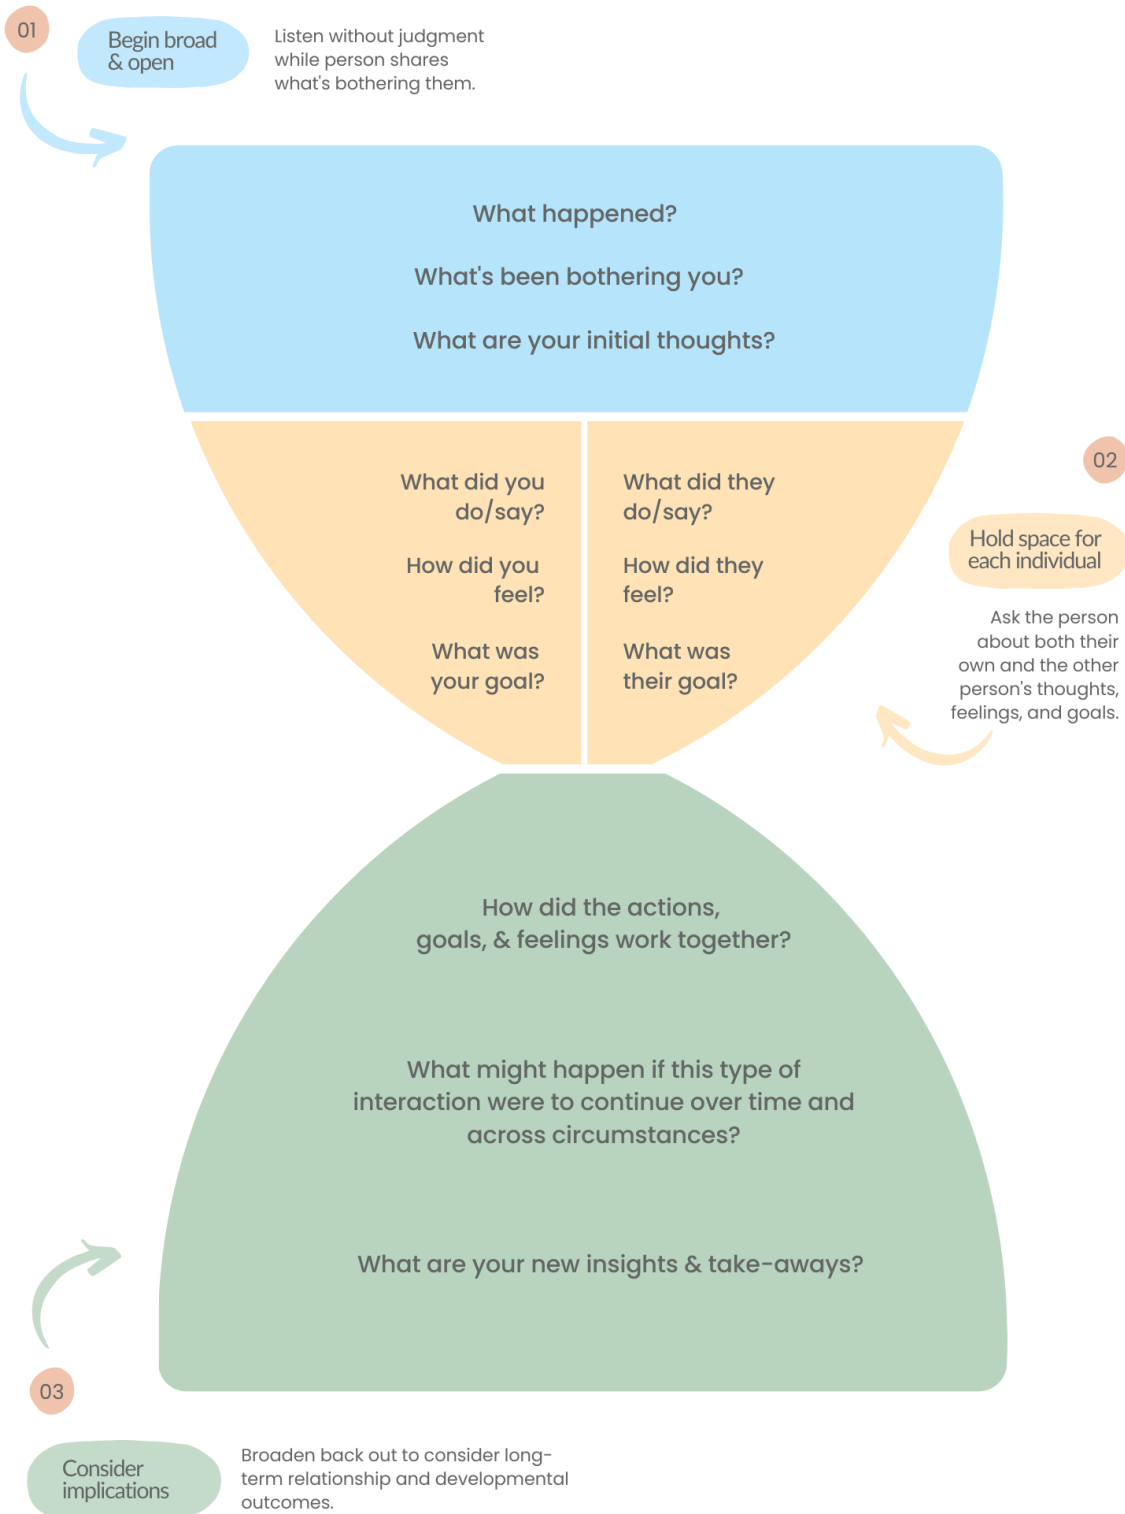 01
Begin broad
& open
Listen without judgment
while person shares
what's bothering them.
What happened?
What's been bothering you?
What are your initial thoughts?
What did you
do/say?
How did you
feel?
What was
your goal?
What did they
do/say?
How did they
feel?
What was
their goal?
02
Hold space for
each individual
Ask the person
about both their
own and the other
person's thoughts,
feelings, and goals.
How did the actions,
goals, & feelings work together?
What might happen if this type of
interaction were to continue over time and
across circumstances?
What are your new insights & take-aways?
03
Consider
implications
Broaden back out to consider long-
term relationship and developmental
outcomes.